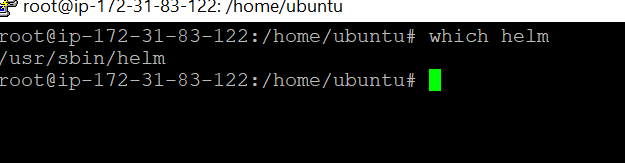 root@ip-172-31-83-122: /home/ubuntu
root@ip-172-31-83-122:/home/ubuntu# which helm
/usr/sbin/helm
root@ip-172-31-83-122:/home/ubuntu#